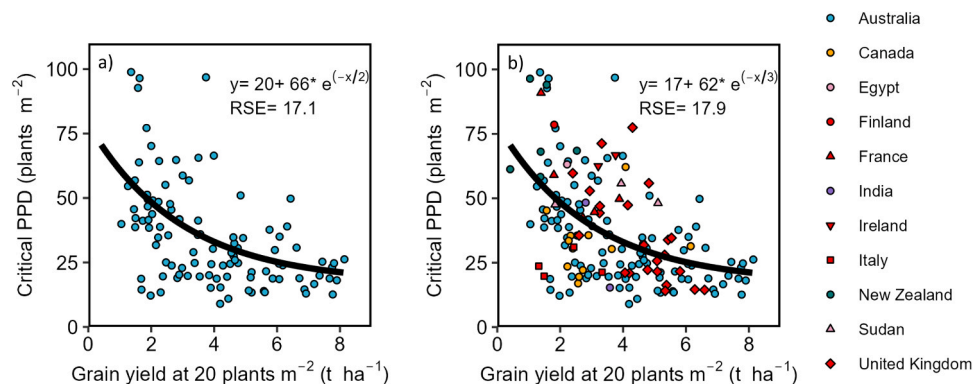 a)
y= 20+ 66* e(−x/2)
RSE= 17.1
100
75
50
25
0
0 2 4 6 8
Critical PPD (plants m−2)
Grain yield at 20 plants m−2 (t ha−1)
b)
y= 17+ 62* e(−x/3)
RSE= 17.9
100
75
50
25
0
0 2 4 6 8
Critical PPD (plants m−2)
Grain yield at 20 plants m−2 (t ha−1)
Australia
Canada
Egypt
Finland
France
India
Ireland
Italy
New Zealand
Sudan
United Kingdom